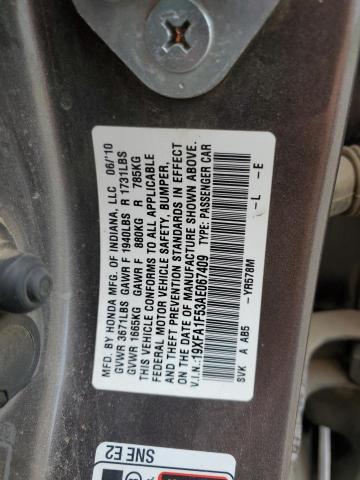 MFD. BY HONDA MFG. OF INDIANA, LLC 06/'10
GVWR 3671LBS GAWR F 1940LBS R 1731LBS
GVWR 1665KG GAWR F 880KG R 785KG
THIS VEHICLE CONFORMS TO ALL APPLICABLE
FEDERAL MOTOR VEHICLE SAFETY, BUMPER,
AND THEFT PREVENTION STANDARDS IN EFFECT
ON THE DATE OF MANUFACTURE SHOWN ABOVE.
V.I.N.:19XFA1F53AE067409 TYPE: PASSENGER CAR
-YR578M -L -E
SVK A AB5
SNE E2